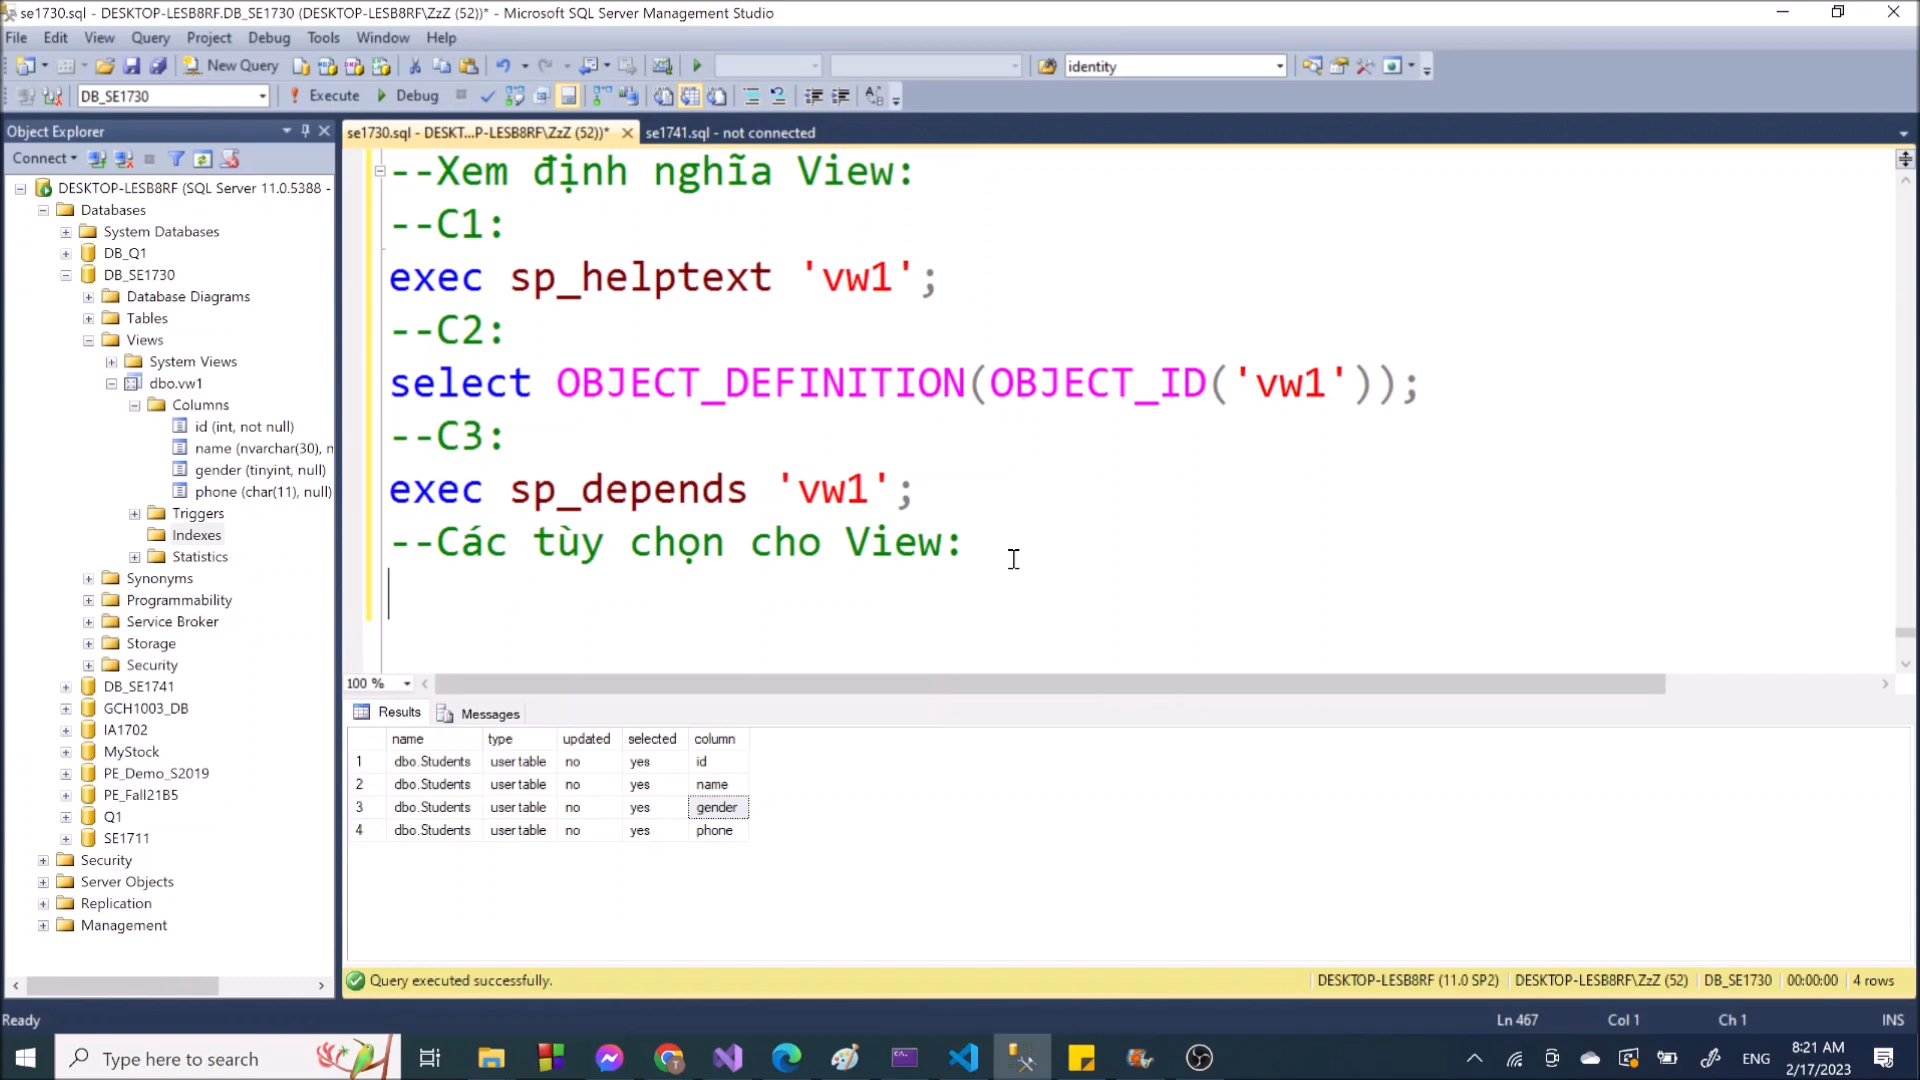 se1730.sql - DESKTOP-LESB8RF.DB_SE1730 (DESKTOP-LESB8RF\ZzZ (52))* - Microsoft SQL Server Management Studio
File Edit View Query Project Debug Tools Window Help
New Query identity
DB_SE1730 Execute Debug
Object Explorer
Connect
DESKTOP-LESB8RF (SQL Server 11.0.5388 -
Databases
System Databases
DB_Q1
DB_SE1730
Database Diagrams
Tables
Views
System Views
dbo.vw1
Columns
id (int, not null)
name (nvarchar(30), n
gender (tinyint, null)
phone (char(11), null)
Triggers
Indexes
Statistics
Synonyms
Programmability
Service Broker
Storage
Security
DB_SE1741
GCH1003_DB
IA1702
MyStock
PE_Demo_S2019
PE_Fall21B5
Q1
SE1711
Security
Server Objects
Replication
Management
se1730.sql - DESKT...P-LESB8RF\ZzZ (52))* se1741.sql - not connected
--Xem định nghĩa View:
--C1:
exec sp_helptext 'vw1';
--C2:
select OBJECT_DEFINITION(OBJECT_ID('vw1'));
--C3:
exec sp_depends 'vw1';
--Các tùy chọn cho View:
100 %
Results Messages
name type updated selected column
1 dbo.Students user table no yes id
2 dbo.Students user table no yes name
3 dbo.Students user table no yes gender
4 dbo.Students user table no yes phone
Query executed successfully. DESKTOP-LESB8RF (11.0 SP2) DESKTOP-LESB8RF\ZzZ (52) DB_SE1730 00:00:00 4 rows
Ready Ln 467 Col 1 Ch 1 INS
Type here to search ENG 8:21 AM
2/17/2023